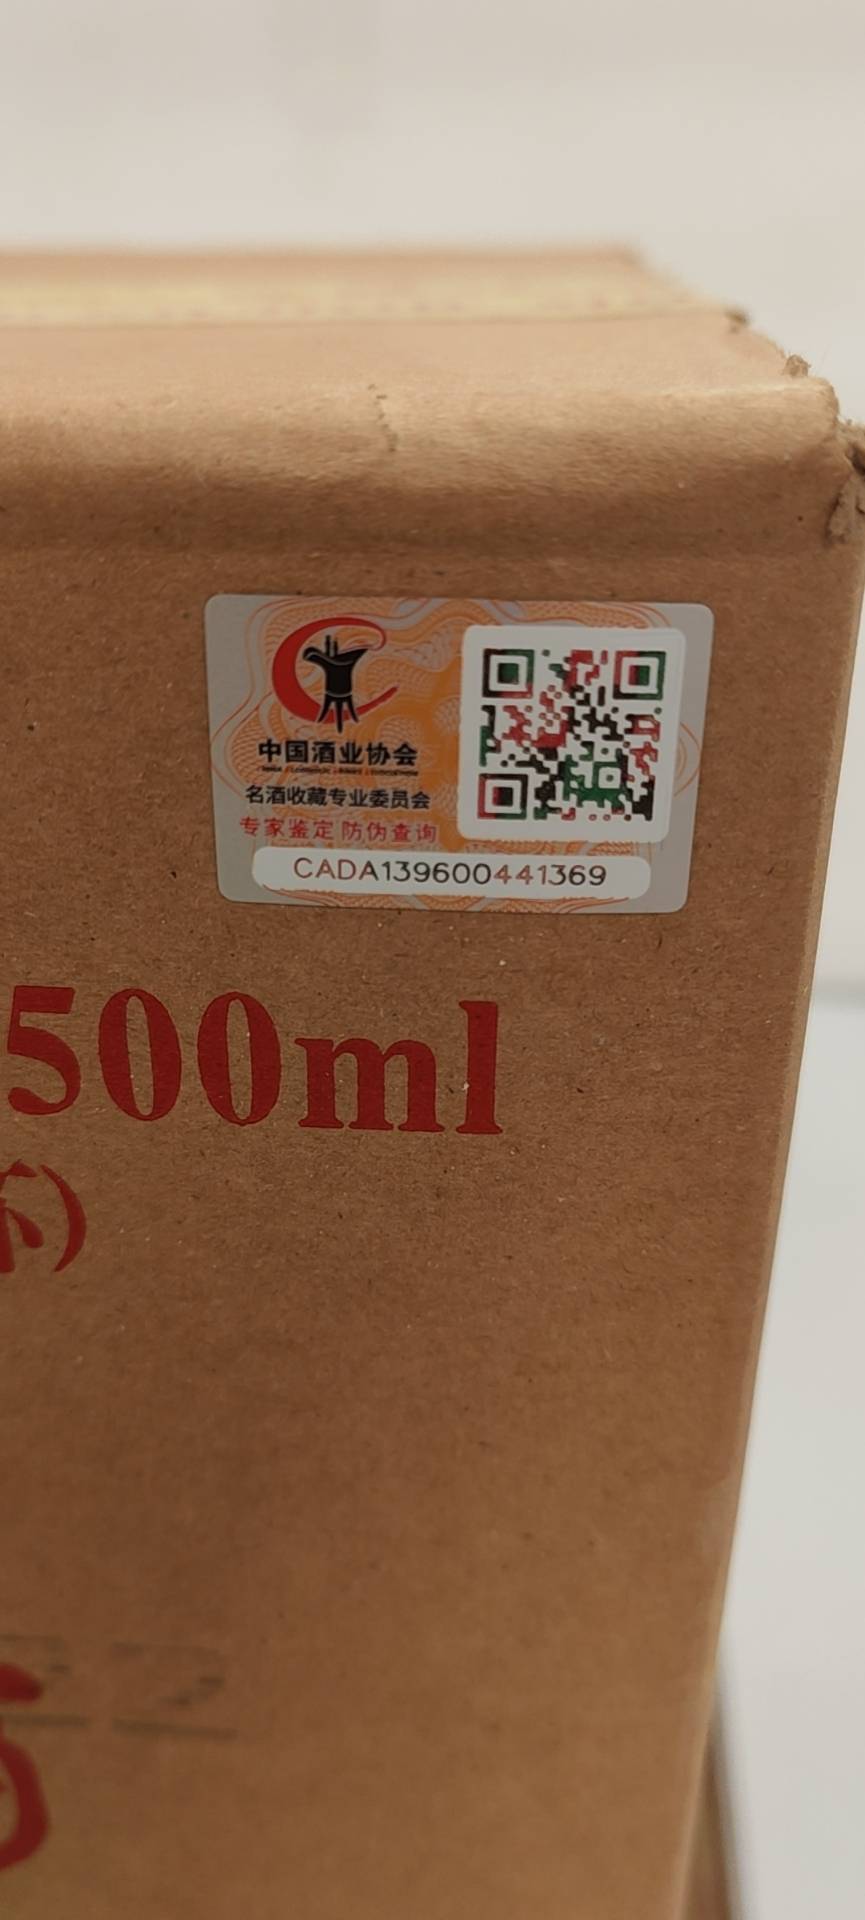 中国酒业协会
名酒收藏专业委员会
专家鉴定 防伪查询
CADA139600441369
500ml